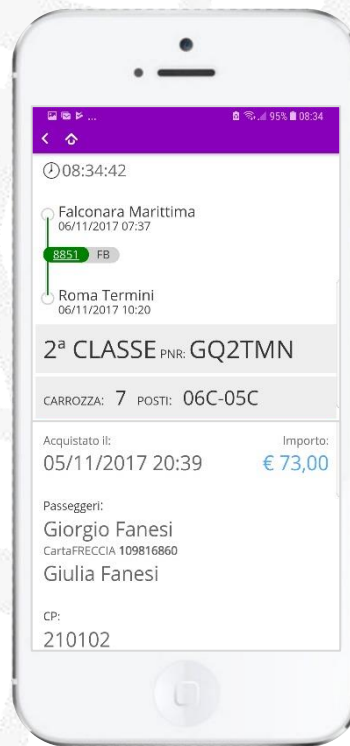 ... 95% 08:34
08:34:42
Falconara Marittima
06/11/2017 07:37
8851 FB
Roma Termini
06/11/2017 10:20
2ª CLASSE PNR: GQ2TMN
CARROZZA: 7 POSTI: 06C-05C
Acquistato il: Importo:
05/11/2017 20:39 € 73,00
Passeggeri:
Giorgio Fanesi
CartaFRECCIA 109816860
Giulia Fanesi
CP:
210102